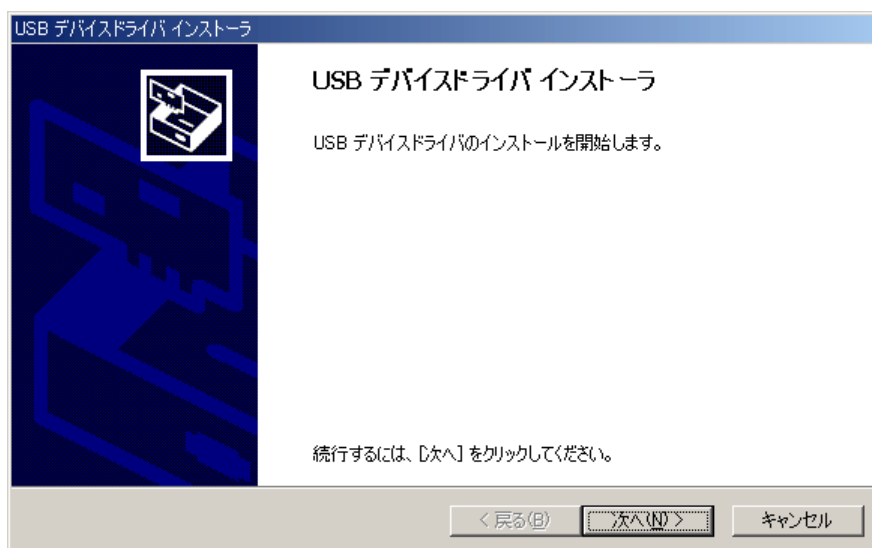 USB デバイスドライバ インストーラ
USB デバイスドライバ インストーラ
USB デバイスドライバのインストールを開始します。
続行するには、[次へ] をクリックしてください。
< 戻る(B)
次へ(N) >
キャンセル